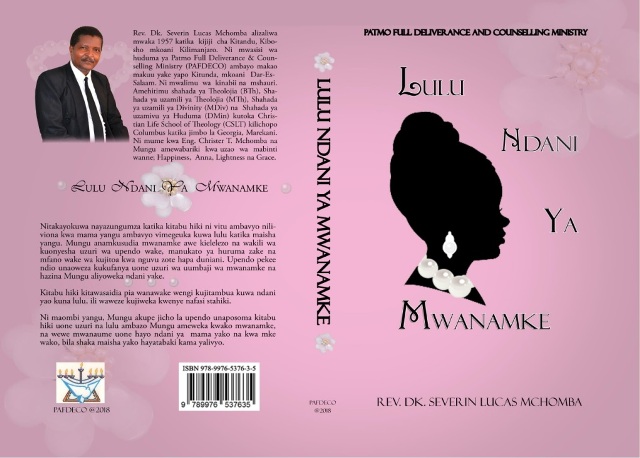 Rev. Dk. Severin Lucas Mchomba alizaliwa
mwaka 1957 katika kijiji cha Kitandu, Kibo-
sho mkoani Kilimanjaro. Ni mwasisi wa
huduma ya Patmo Full Deliverance & Coun-
selling Ministry (PAFDECO) ambayo makao
makuu yake yapo Kitunda, mkoani Dar-Es-
Salaam. Ni mwalimu wa kiroho na mshauri.
Amehitimu shahada ya Theolojia (BTh), Sha-
hada ya uzamili ya Theolojia (MTh), Shahada
ya uzamili ya Divinity (MDiv) na Shahada ya
uzamivu ya Huduma (DMin) kutoka Chris-
tian Life School of Theology (CSLT) kilichopo
Columbus katika jimbo la Georgia, Marekani.
Ni mume kwa Eng. Christer T. Mchomba na
Mungu amewabariki kwa uzao wa mabinti
wanne: Happiness, Anna, Lightness na Grace.
Lulu Ndani Ya Mwanamke
Nitakayokuwa nayazungumza katika kitabu hiki ni vitu ambavyo nili-
viona kwa mama yangu ambavyo vimegeuka kuwa lulu katika maisha
yangu. Mungu anamkusudia mwanamke awe kielelezo na wakili wa
kuonyesha uzuri wa upendo wake, manukato ya huruma zake na
mfano wake wa kujitoa kwa nguvu zote hapa duniani. Upendo pekee
ndio unaoweza kukufanya uone uzuri wa uumbaji wa mwanamke na
hazina Mungu aliyoweka ndani yake.
Kitabu hiki kitawasaidia pia wanawake wengi kujitambua kuwa ndani
yao kuna lulu, ili waweze kujiweka kwenye nafasi stahiki.
Ni maombi yangu, Mungu akupe jicho la upendo unaposoma kitabu
hiki uone uzuri na lulu ambazo Mungu ameweka kwako mwanamke,
na wewe mwanaume uone hayo ndani ya mama yako na kwa mke
wako, bila shaka maisha yako hayatabaki kama yalivyo.
PAFDECO @2018
ISBN 978-9976-5376-3-5
9 789976 537635
LULU NDANI YA MWANAMKE
PAFDECO
@2018
PATMO FULL DELIVERANCE AND COUNSELLING MINISTRY
Lulu
Ndani
Ya
Mwanamke
REV. DK. SEVERIN LUCAS MCHOMBA